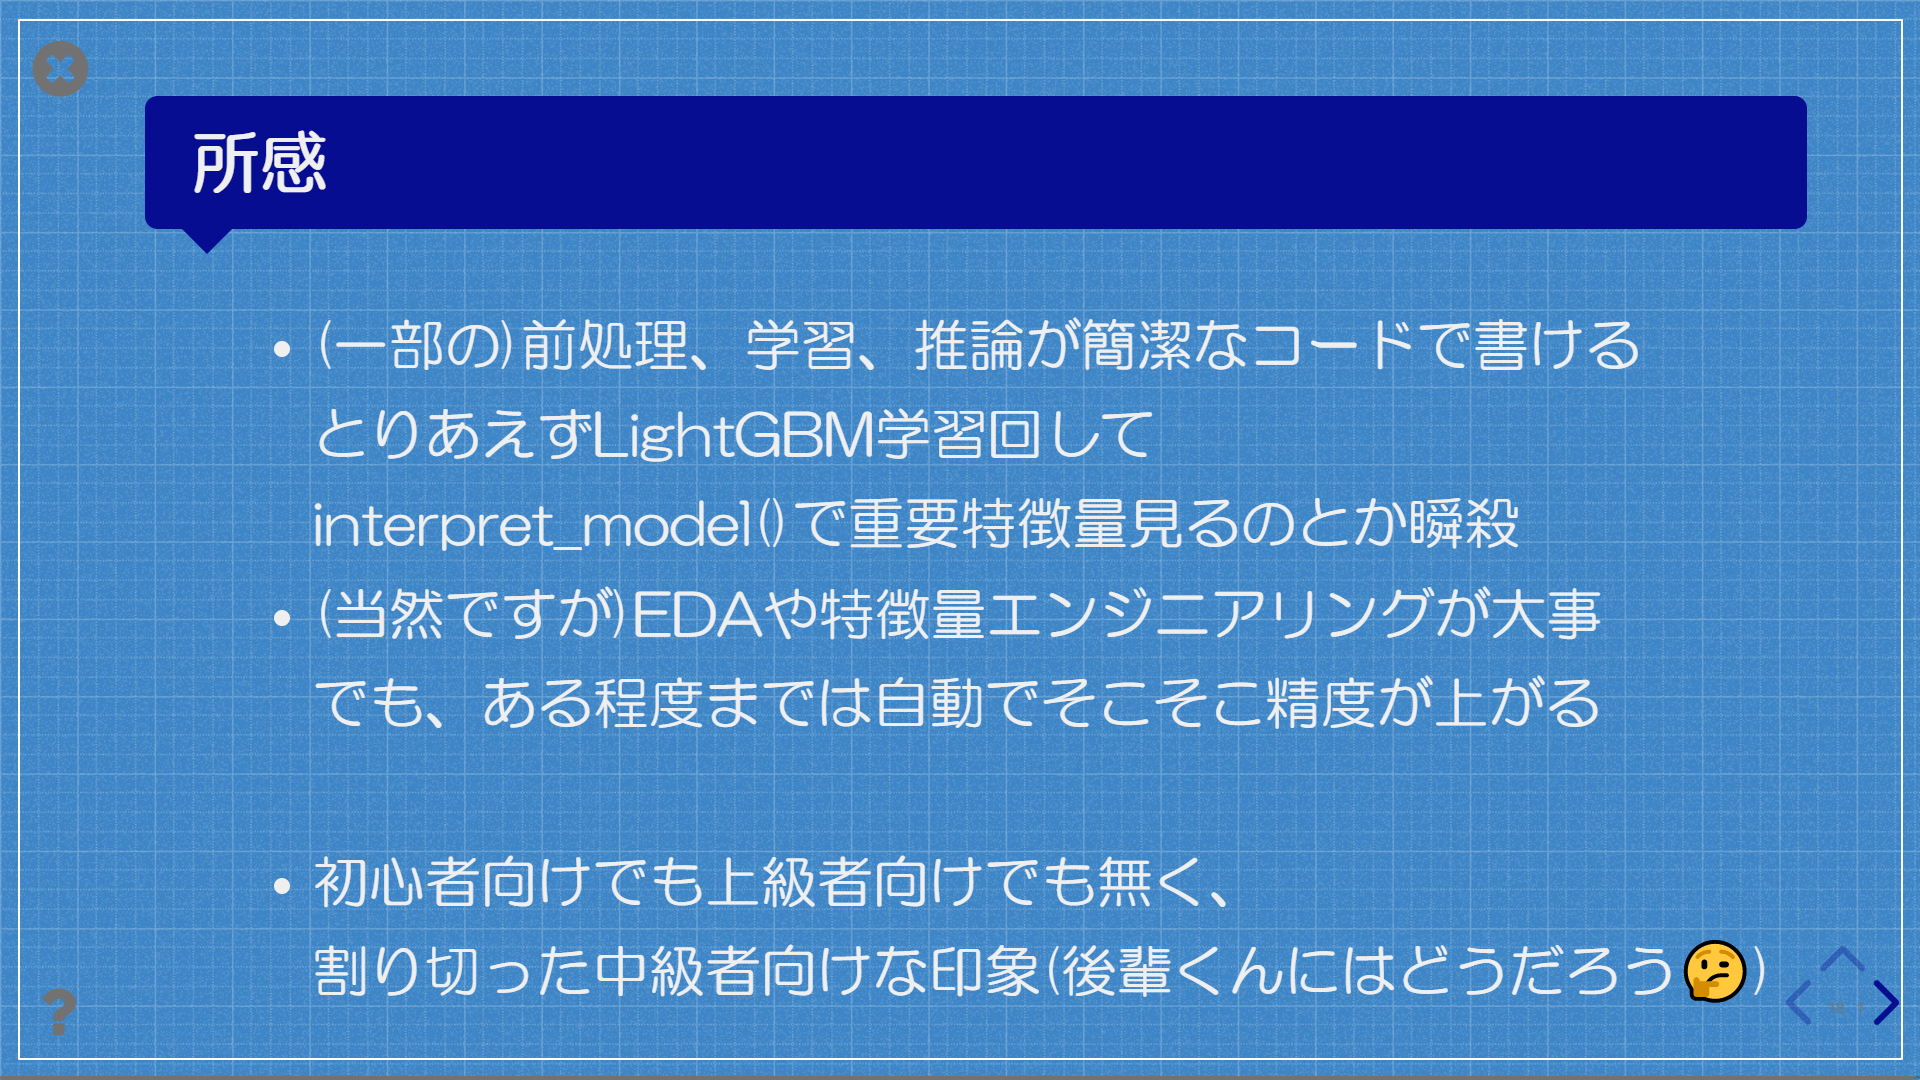 所感
• (一部の)前処理、学習、推論が簡潔なコードで書ける
とりあえずLightGBM学習回して
interpret_model()で重要特徴量見るのとか瞬殺
• (当然ですが)EDAや特徴量エンジニアリングが大事
でも、ある程度までは自動でそこそこ精度が上がる
• 初心者向けでも上級者向けでも無く、
割り切った中級者向けな印象(後輩くんにはどうだろう🤔)
?